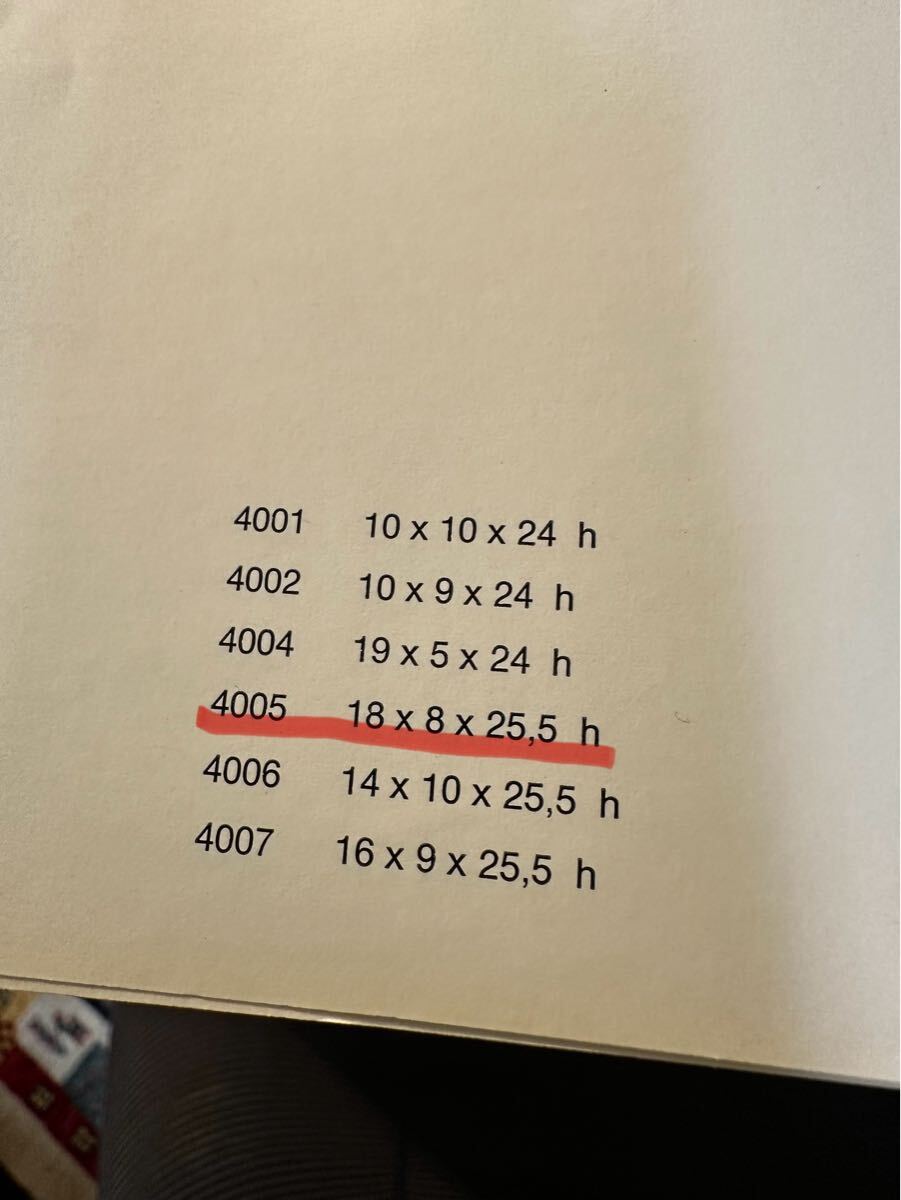 4001 10 x 10 x 24 h
4002 10 x 9 x 24 h
4004 19 x 5 x 24 h
4005 18 x 8 x 25,5 h
4006 14 x 10 x 25,5 h
4007 16 x 9 x 25,5 h